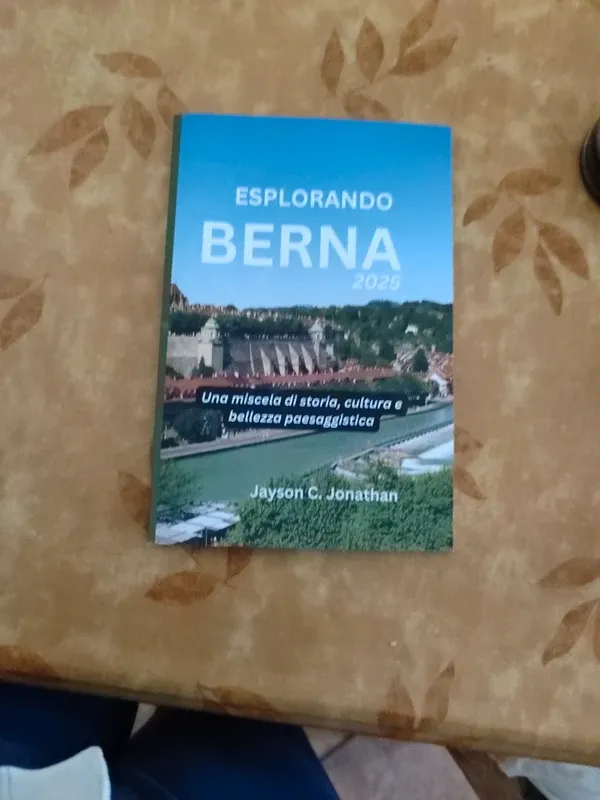 ESPLORANDO
BERNA
2025
Una miscela di storia, cultura e
bellezza paesaggistica
Jayson C. Jonathan